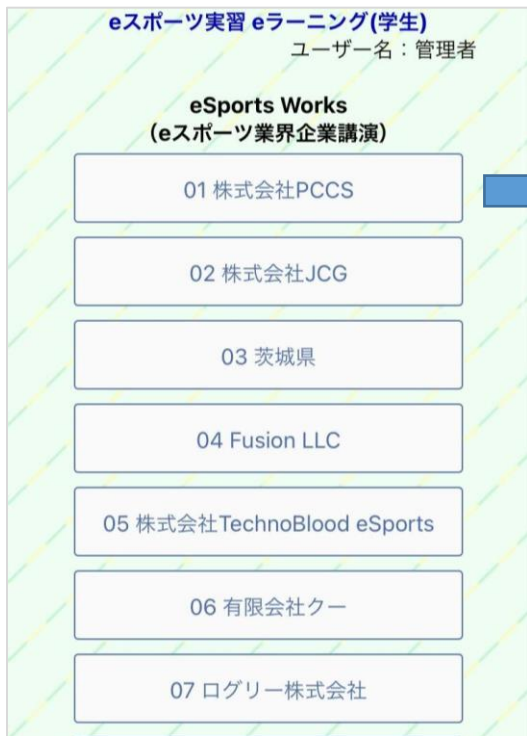 eスポーツ実習 eラーニング(学生)
ユーザー名：管理者
eSports Works
（eスポーツ業界企業講演）
01 株式会社PCCS
02 株式会社JCG
03 茨城県
04 Fusion LLC
05 株式会社TechnoBlood eSports
06 有限会社クー
07 ログリー株式会社